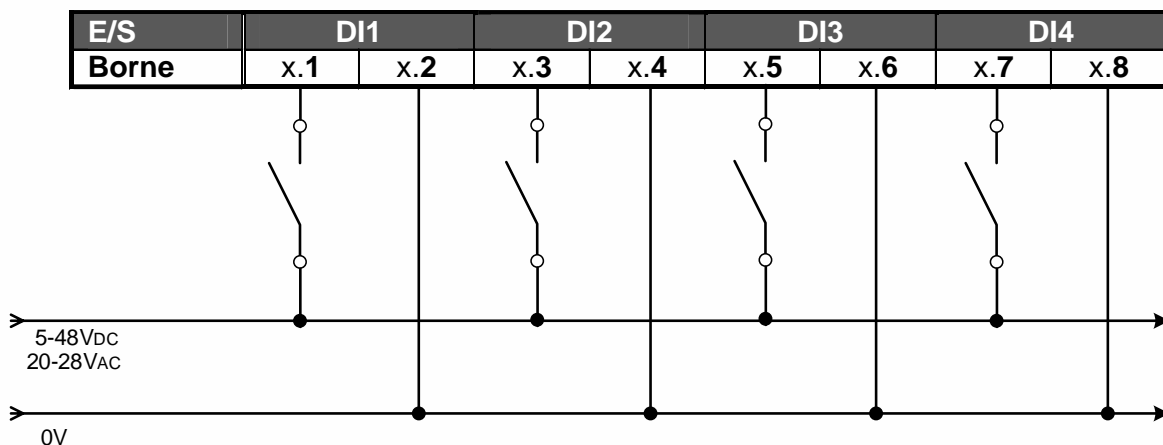 E/S DI1 DI2 DI3 DI4
Borne x.1 x.2 x.3 x.4 x.5 x.6 x.7 x.8
5-48VDC
20-28VAC
0V